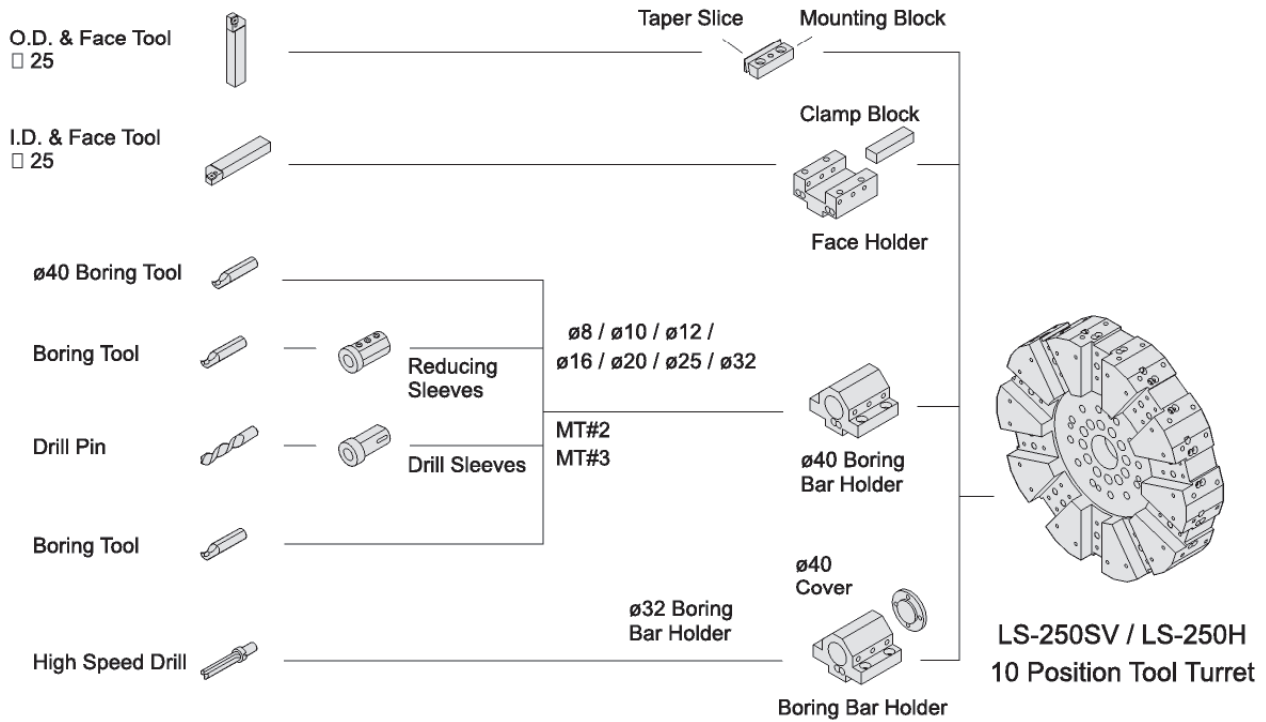 Taper Slice
Mounting Block
O.D. & Face Tool
□ 25
Clamp Block
I.D. & Face Tool
□ 25
Face Holder
ø40 Boring Tool
ø8 / ø10 / ø12 /
ø16 / ø20 / ø25 / ø32
Boring Tool
Reducing
Sleeves
MT#2
MT#3
Drill Pin
Drill Sleeves
ø40 Boring
Bar Holder
Boring Tool
ø40
Cover
ø32 Boring
Bar Holder
High Speed Drill
Boring Bar Holder
LS-250SV / LS-250H
10 Position Tool Turret